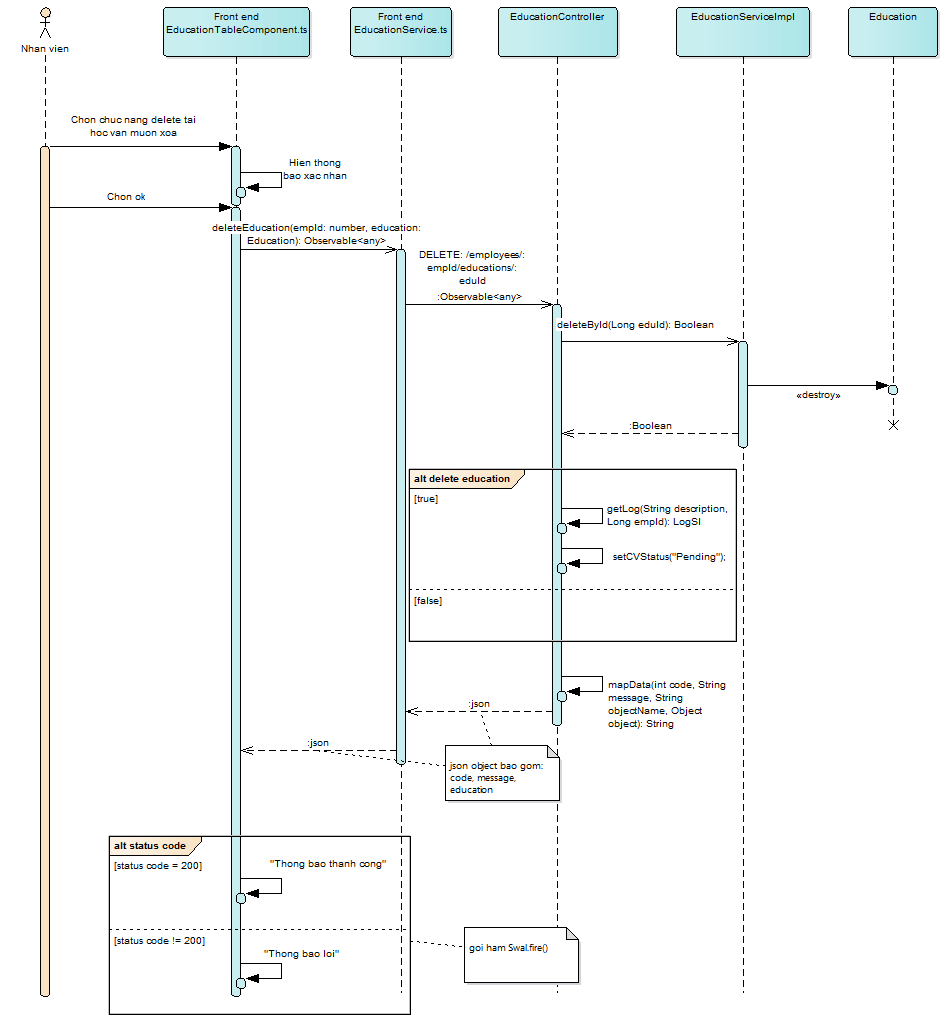 Nhan vien
Front end
EducationTableComponent.ts
Front end
EducationService.ts
EducationController
EducationServiceImpl
Education
Chon chuc nang delete tai
hoc van muon xoa
Hien thong
bao xac nhan
Chon ok
deleteEducation(empId: number, education:
Education): Observable<any>
DELETE: /employees/:
empId/educations/:
eduId
:Observable<any>
deleteById(Long eduId): Boolean
«destroy»
:Boolean
alt delete education
[true]
getLog(String description,
Long empId): LogSI
setCVStatus("Pending");
[false]
mapData(int code, String
message, String
objectName, Object
object): String
:json
:json
json object bao gom:
code, message,
education
alt status code
[status code = 200]
"Thong bao thanh cong"
[status code != 200]
"Thong bao loi"
goi ham Swal.fire()